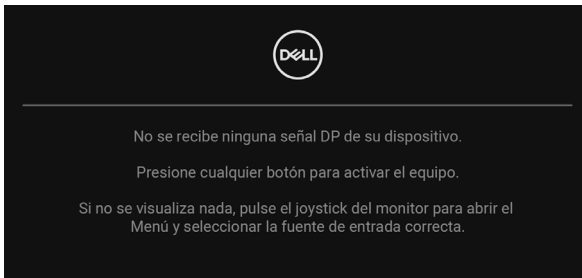 DELL
No se recibe ninguna señal DP de su dispositivo.
Presione cualquier botón para activar el equipo.
Si no se visualiza nada, pulse el joystick del monitor para abrir el
Menú y seleccionar la fuente de entrada correcta.